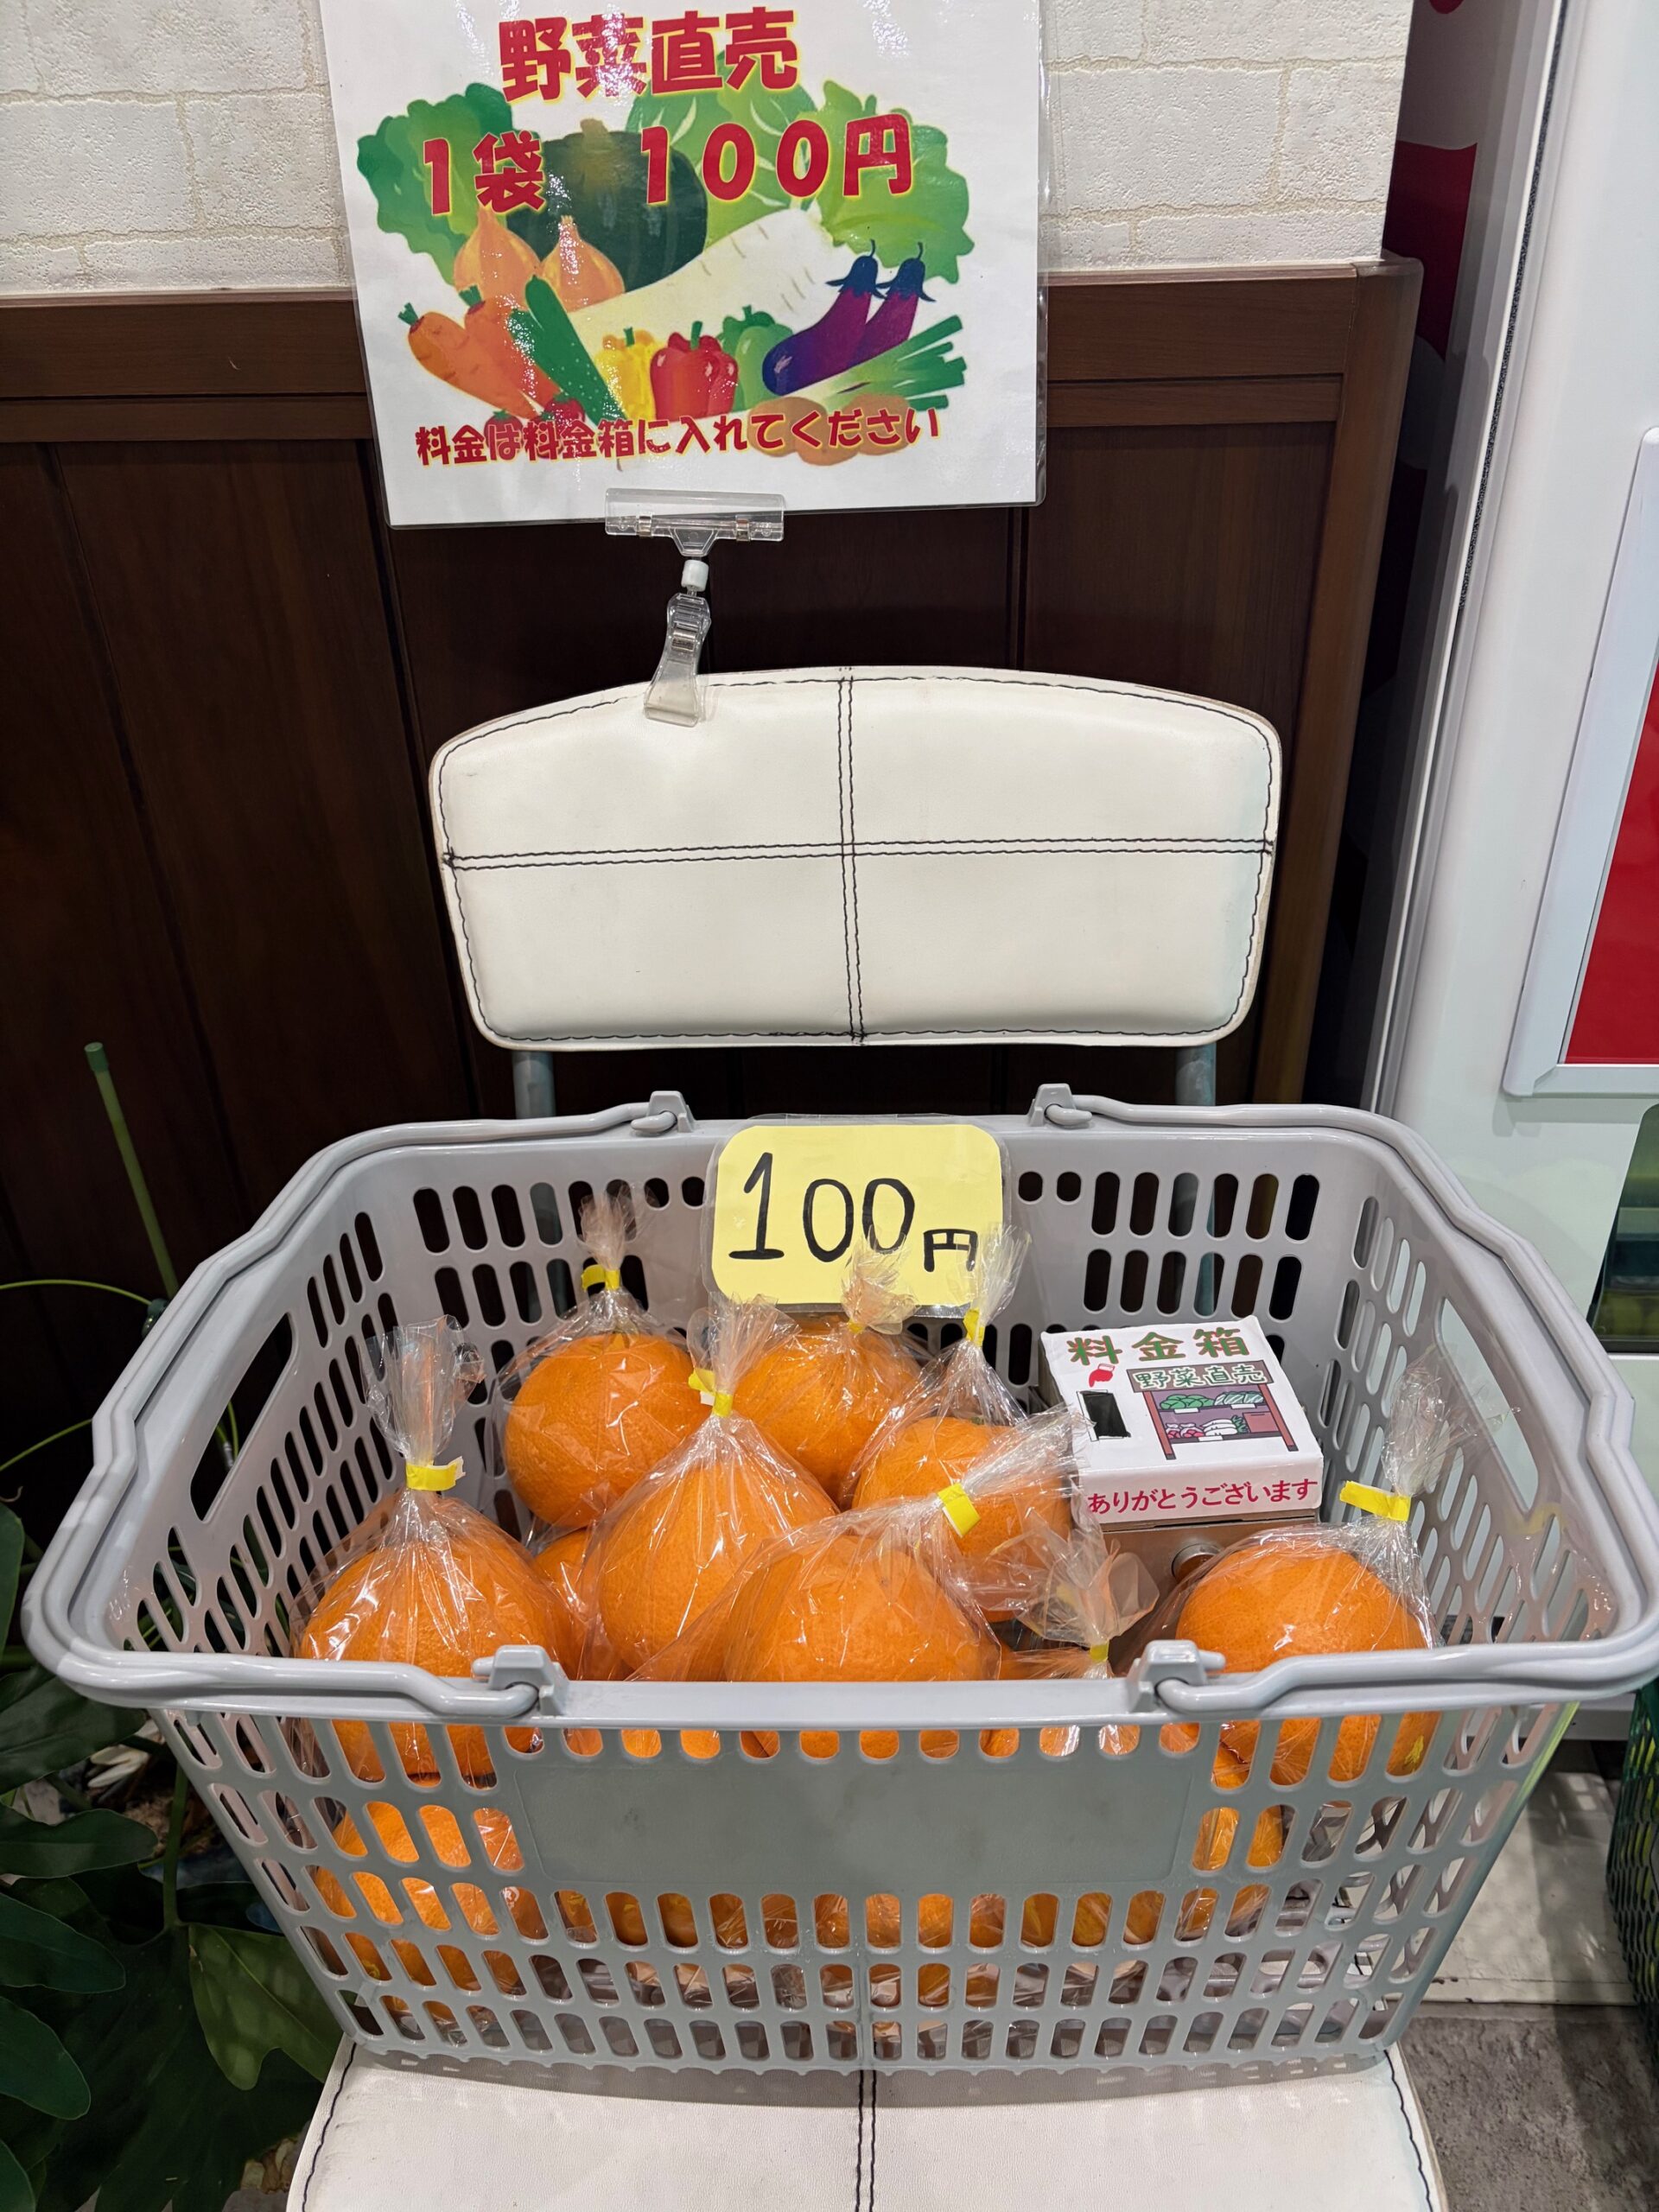 野菜直売
1袋 100円
料金は料金箱に入れてください
100円
料金箱
野菜直売
ありがとうございます